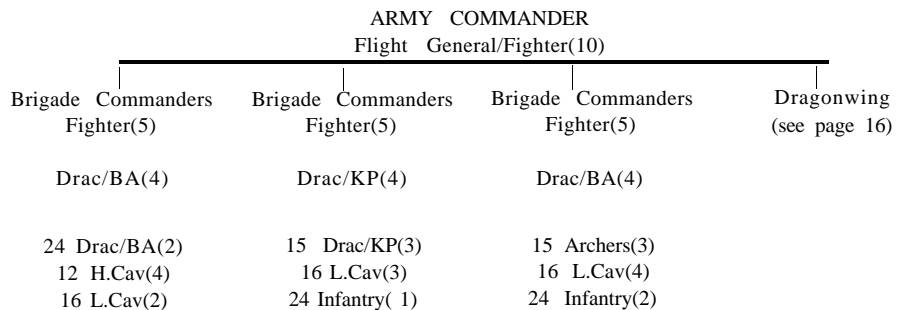 ARMY COMMANDER
Flight General/Fighter(10)
Brigade Commanders Brigade Commanders Brigade Commanders Dragonwing
Fighter(5) Fighter(5) Fighter(5) (see page 16)
Drac/BA(4) Drac/KP(4) Drac/BA(4)
24 Drac/BA(2) 15 Drac/KP(3) 15 Archers(3)
12 H.Cav(4) 16 L.Cav(3) 16 L.Cav(4)
16 L.Cav(2) 24 Infantry( 1) 24 Infantry(2)